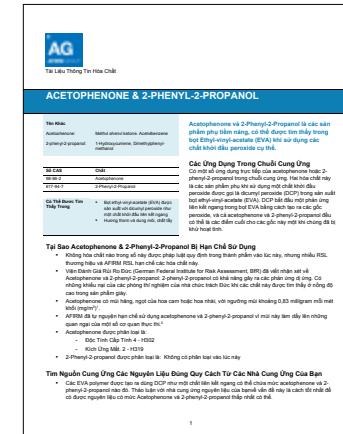 AG
AFIRM GROUP
Tài Liệu Thông Tin Hóa Chất
ACETOPHENONE & 2-PHENYL-2-PROPANOL
Tên Khác
Acetophenone: Methyl phenyl ketone. Acetylbenzene
2-phenyl-2-propanol: 1-Hydroxycumene, Dimethylphenyl-
methanol
Số CAS Chất
98-86-2 Acetophenone
617-94-7 2-Phenyl-2-Propanol
Có Thể Được Tìm
Thấy Trong
• Bọt ethyl-vinyl-acetate (EVA) được
sản xuất với dicumyl peroxide như
một chất khởi đầu liên kết ngang
• Hương thơm và dung môi, chất tẩy
Acetophenone và 2-Phenyl-2-Propanol là các sản
phẩm phụ tiềm năng, có thể được tìm thấy trong
bọt Ethyl-vinyl-acetate (EVA) khi sử dụng các
chất khởi đầu peroxide cụ thể.
Các Ứng Dụng Trong Chuỗi Cung Ứng
Có một số ứng dụng trực tiếp của acetophenone hoặc 2-
phenyl-2-propanol trong chuỗi cung ứng. Hai hóa chất này
là các sản phẩm phụ khi sử dụng một chất khởi đầu
peroxide được gọi là dicumyl peroxide (DCP) trong sản xuất
bọt ethyl-vinyl-acetate (EVA). DCP bắt đầu một phản ứng
liên kết ngang trong bọt EVA bằng cách tạo ra các gốc
peroxide, và cả acetophenone và 2-phenyl-2-propanol đều
có thể là các điểm cuối cho các gốc này một khi chúng đã bị
khử hoạt tính.
Tại Sao Acetophenone & 2-Phenyl-2-Propanol Bị Hạn Chế Sử Dụng
• Không hóa chất nào trong số này được pháp luật quy định trong thành phẩm vào lúc này, nhưng nhiều RSL
thương hiệu và AFIRM RSL hạn chế các hóa chất này.
• Viện Đánh Giá Rủi Ro Đức (German Federal Institute for Risk Assessment, BfR) đã viết nhận xét về
Acetophenone và 2-phenyl-2-propanol: 2-phenyl-2-propanol có khả năng gây ra các phản ứng dị ứng. Có
những khiếu nại của các phòng thí nghiệm của nhà chức trách Đức khi các chất này được tìm thấy ở nồng độ
cao trong sản phẩm giày.
• Acetophenone có mùi hăng, ngọt của hoa cam hoặc hoa nhài, với ngưỡng mùi khoảng 0,83 miligram mỗi mét
khối (mg/m³)¹.
• AFIRM đã tự nguyện hạn chế sử dụng acetophenone và 2-phenyl-2-propanol vì mùi này làm dấy lên những
quan ngại của một số cơ quan thực thi.²
• Acetophenone được phân loại là:
- Độc Tính Cấp Tính 4 - H302
- Kích Ứng Mắt. 2 - H319
• 2-Phenyl-2-propanol được phân loại là: Không có phân loại vào lúc này
Tìm Nguồn Cung Ứng Các Nguyên Liệu Đúng Quy Cách Từ Các Nhà Cung Ứng Của Bạn
• Các EVA polymer được tạo ra dùng DCP như một chất liên kết ngang có thể chứa mức acetophenone và 2-
phenyl-2-propanol nào đó. Thảo luận với nhà cung ứng nguyên liệu của bạn về vấn đề này là cách tốt nhất để
có được nguyên liệu có mức Acetophenone và 2-phenyl-2-propanol thấp nhất có thể.
1